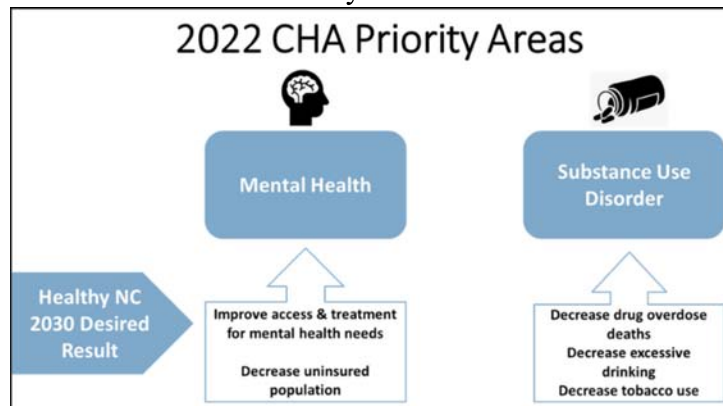 2022 CHA Priority Areas
Mental Health
Substance Use
Disorder
Healthy NC
2030 Desired
Result
Improve access & treatment
for mental health needs
Decrease uninsured
population
Decrease drug overdose
deaths
Decrease excessive
drinking
Decrease tobacco use